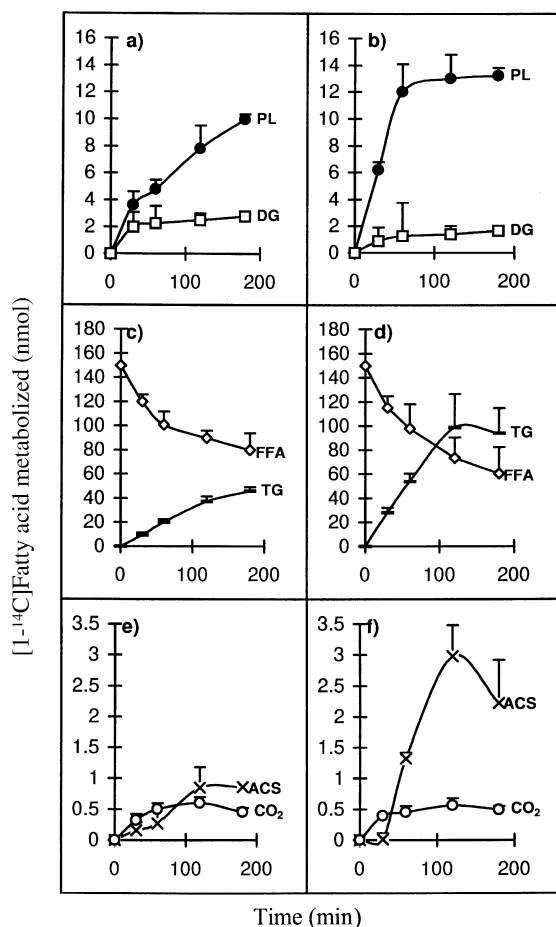 [1-¹⁴C]Fatty acid metabolized (nmol)
a)
16
14
12
10
8
6
4
2
0
PL
DG
0 100 200
b)
16
14
12
10
8
6
4
2
0
PL
DG
0 100 200
c)
180
160
140
120
100
80
60
40
20
0
FFA
TG
0 100 200
d)
180
160
140
120
100
80
60
40
20
0
TG
FFA
0 100 200
e)
3.5
3
2.5
2
1.5
1
0.5
0
ACS
CO₂
0 100 200
f)
3.5
3
2.5
2
1.5
1
0.5
0
ACS
CO₂
0 100 200
Time (min)